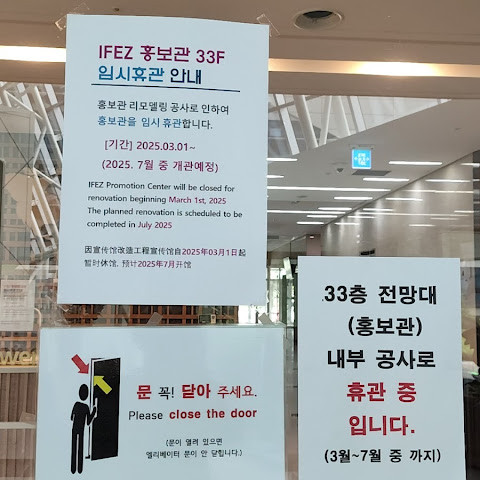 IFEZ 홍보관 33F
임시휴관 안내
홍보관 리모델링 공사로 인하여
홍보관을 임시 휴관합니다.
[기간] 2025.03.01~
(2025. 7월 중 개관예정)
IFEZ Promotion Center will be closed for
renovation beginning March 1st, 2025
The planned renovation is scheduled to be
completed in July 2025
因宣传馆改造工程宣传馆自2025年03月1日起
暂时休馆. 预计2025年7月开馆
문 꼭! 닫아 주세요.
Please close the door
(문이 열려 있으면
엘리베이터 문이 안 닫힙니다.)
33층 전망대
(홍보관)
내부 공사로
휴관 중
입니다.
(3월~7월 중 까지)